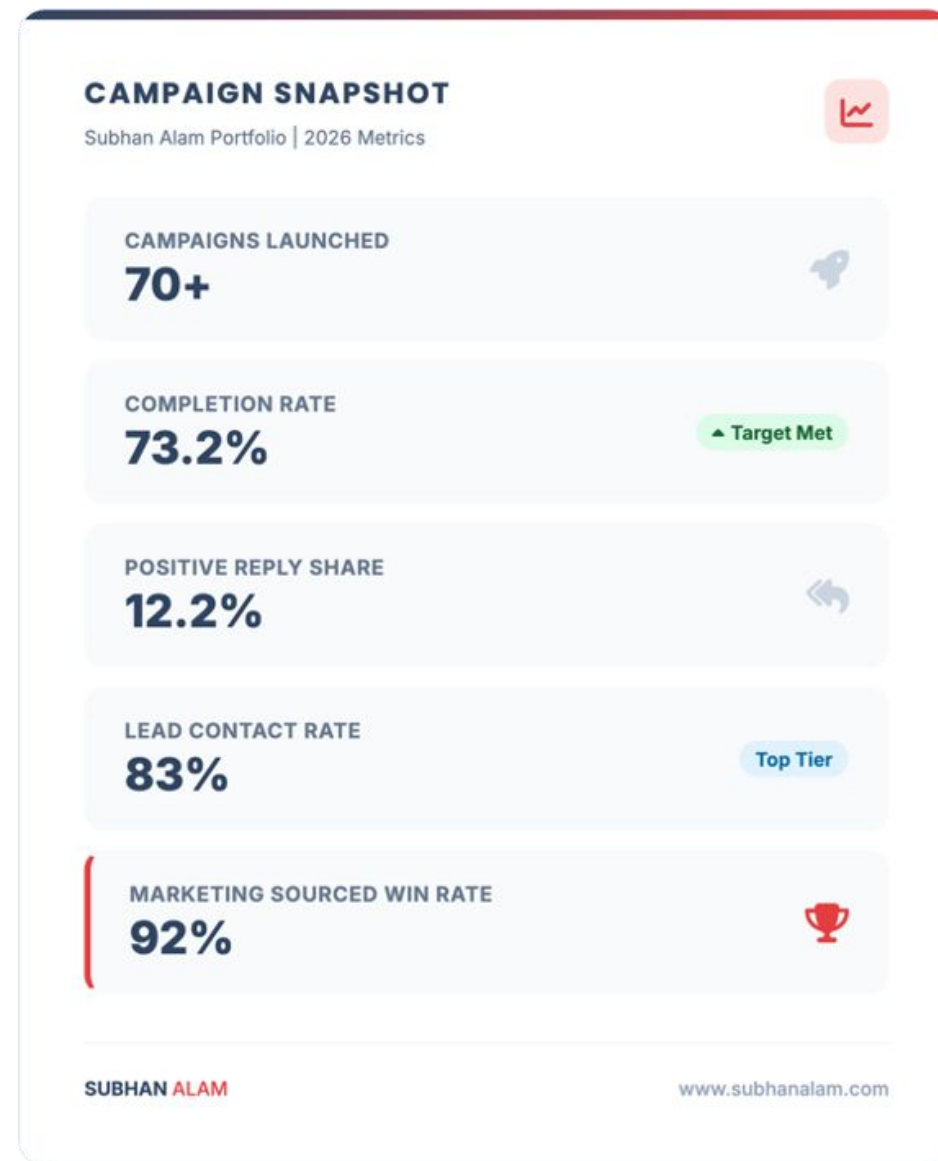 CAMPAIGN SNAPSHOT
Subhan Alam Portfolio | 2026 Metrics
CAMPAIGNS LAUNCHED
70+
COMPLETION RATE
73.2%
Target Met
POSITIVE REPLY SHARE
12.2%
LEAD CONTACT RATE
83%
Top Tier
MARKETING SOURCED WIN RATE
92%
SUBHAN ALAM
www.subhanalam.com